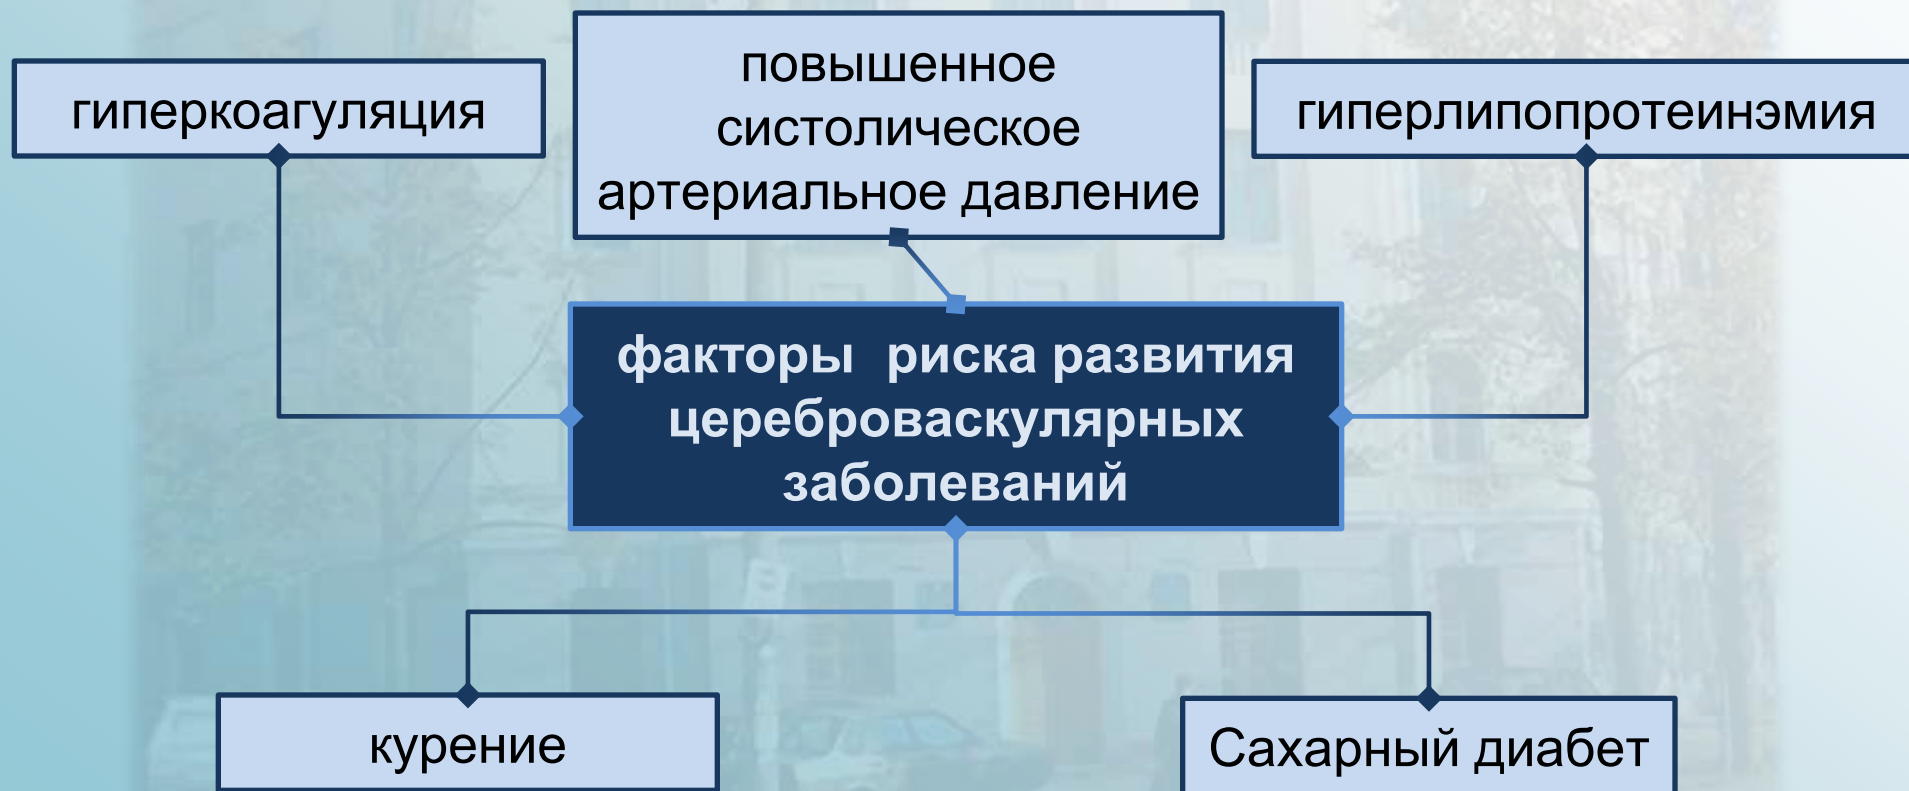 гиперкоагуляция
повышенное
систолическое
артериальное давление
гиперлипопротеинэмия
факторы риска развития
цереброваскулярных
заболеваний
курение
Сахарный диабет